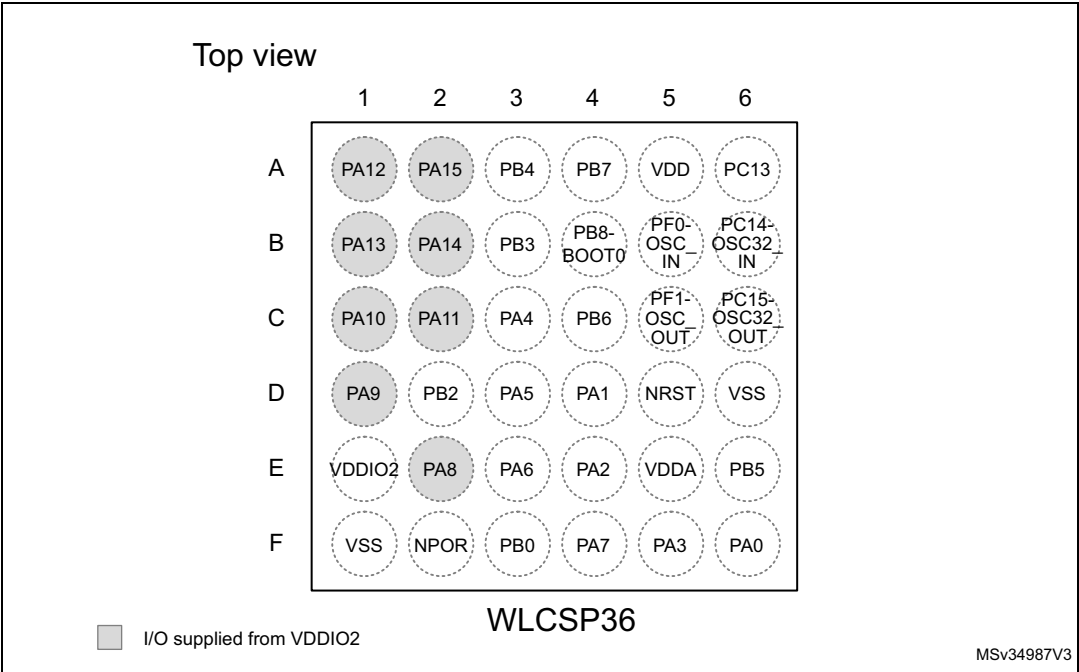 Top view
1 2 3 4 5 6
A PA12 PA15 PB4 PB7 VDD PC13
B PA13 PA14 PB3 PB8-BOOT0 PF0-OSC_IN PC14-OSC32_IN
C PA10 PA11 PA4 PB6 PF1-OSC_OUT PC15-OSC32_OUT
D PA9 PB2 PA5 PA1 NRST VSS
E VDDIO2 PA8 PA6 PA2 VDDA PB5
F VSS NPOR PB0 PA7 PA3 PA0
WLCSP36
I/O supplied from VDDIO2
MSv34987V3